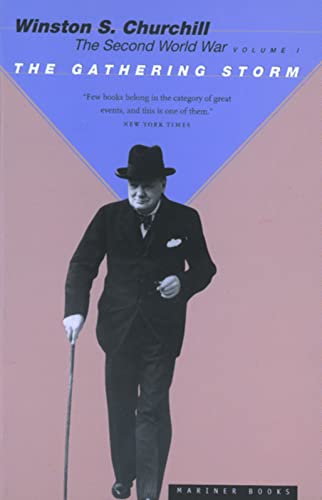 Winston S. Churchill
The Second World War VOLUME I
THE GATHERING STORM
"Few books belong in the category of great
events, and this is one of them."
NEW YORK TIMES
MARINER BOOKS